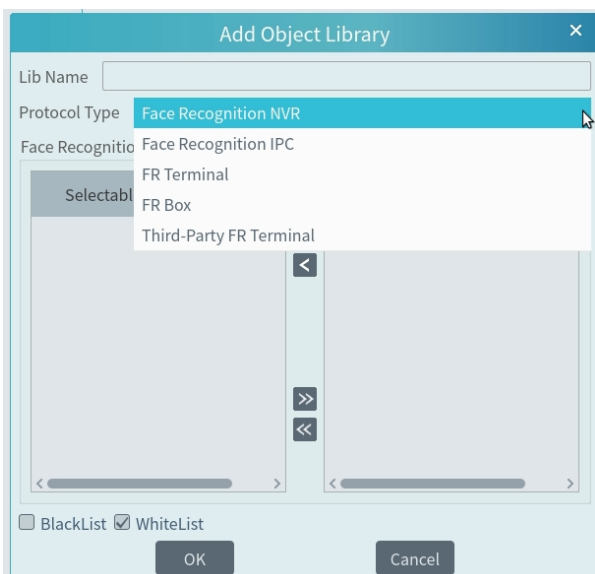 Add Object Library
Lib Name
Protocol Type Face Recognition NVR
Face Recognition IPC
FR Terminal
FR Box
Third-Party FR Terminal
BlackList WhiteList
OK Cancel